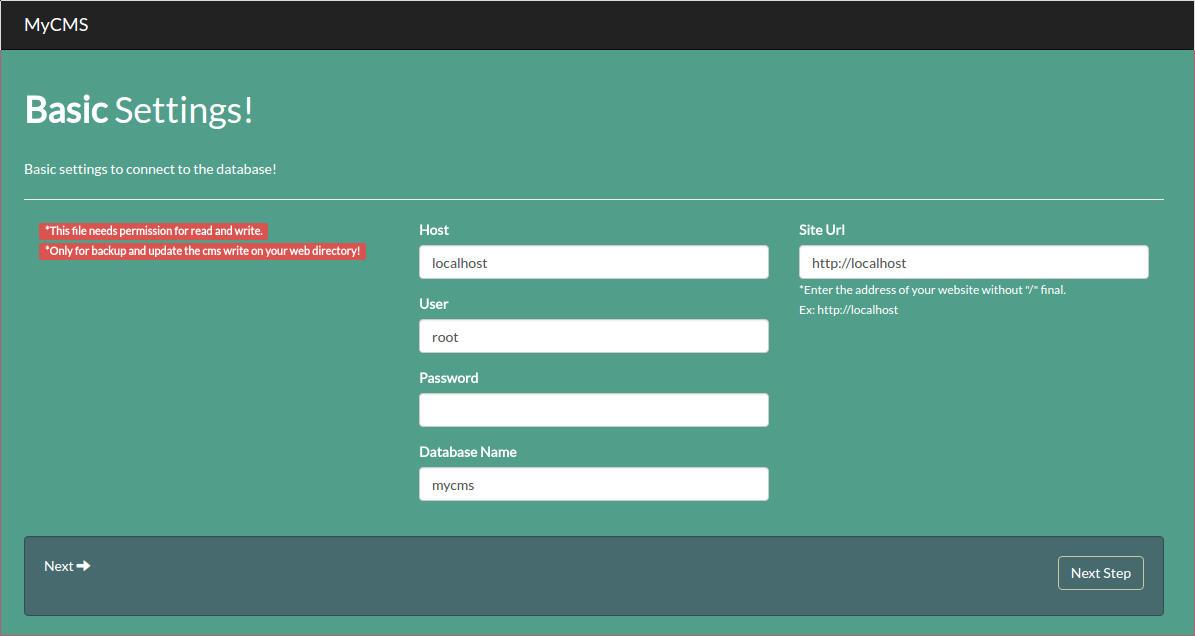 MyCMS
Basic Settings!
Basic settings to connect to the database!
*This file needs permission for read and write.
*Only for backup and update the cms write on your web directory!
Host
localhost
User
root
Password
Database Name
mycms
Site Url
http://localhost
*Enter the address of your website without "/" final.
Ex: http://localhost
Next
Next Step